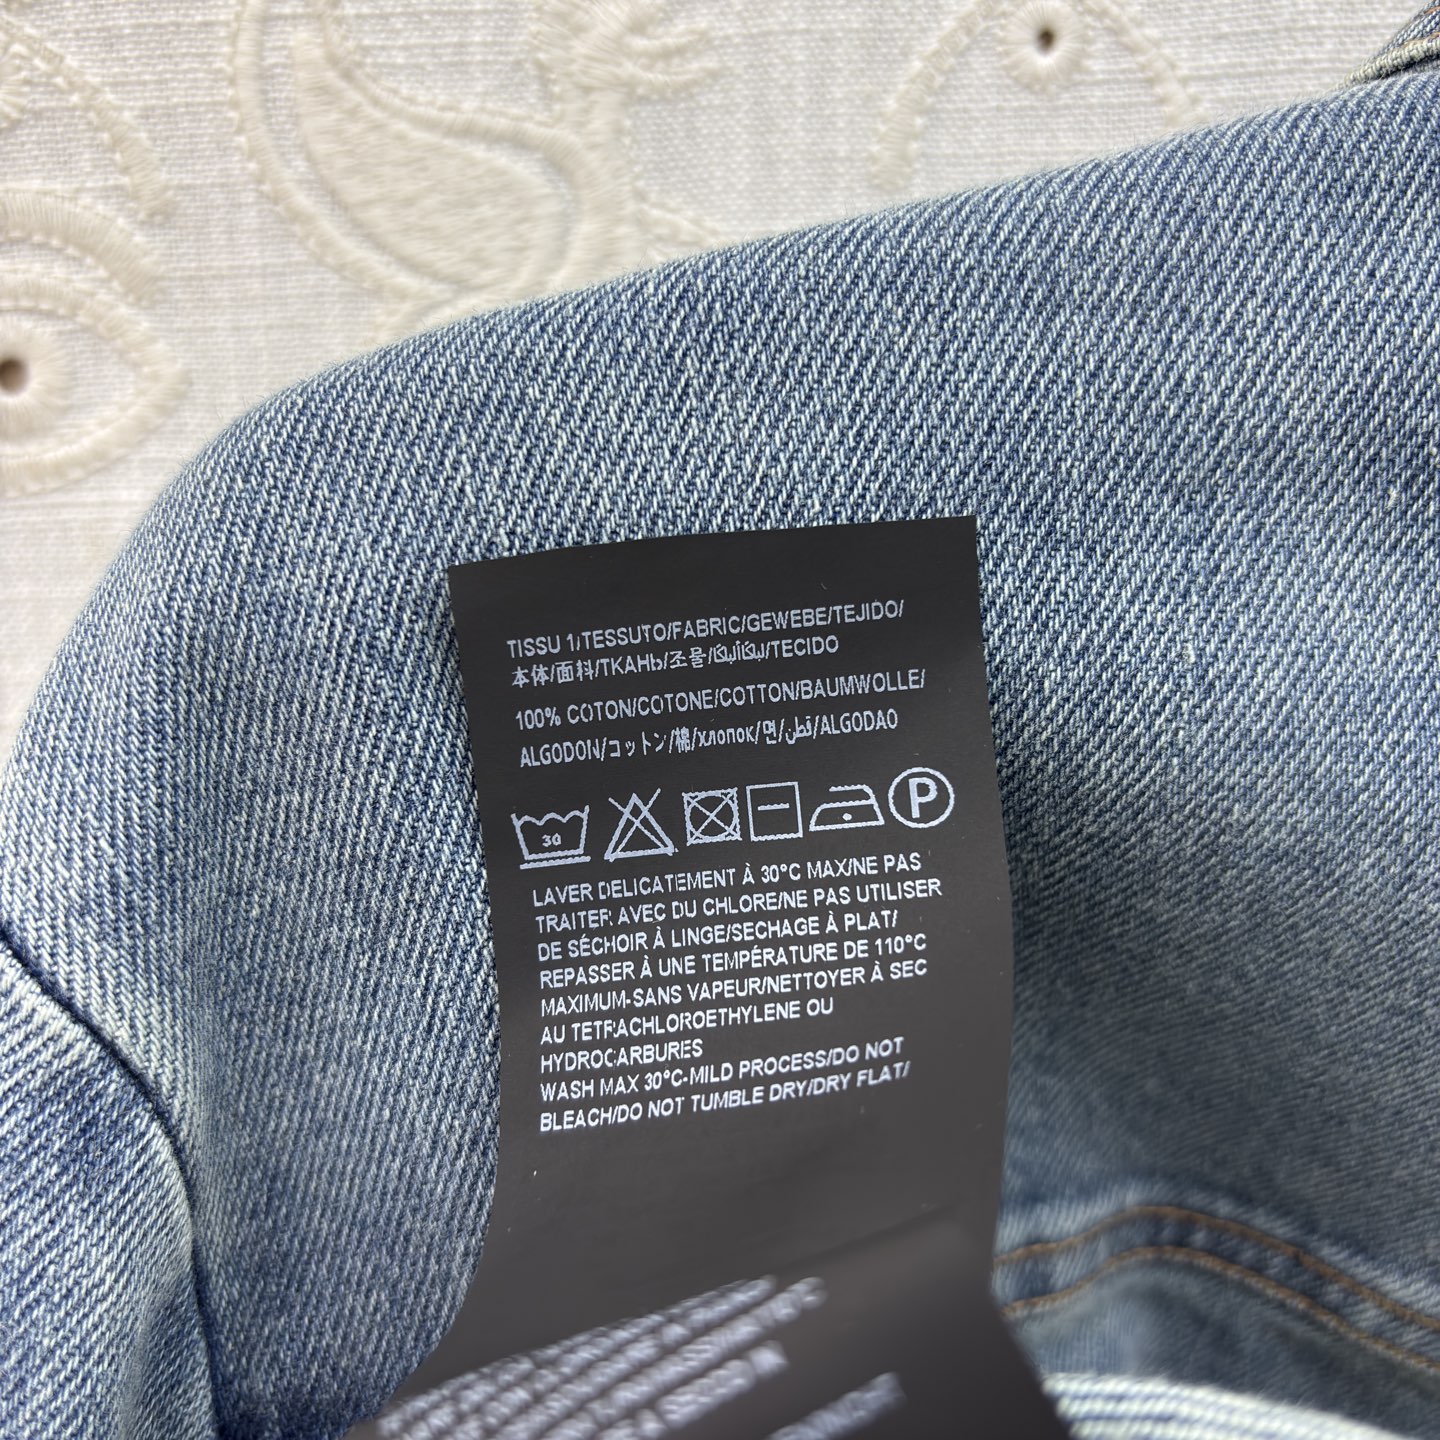 TISSU 1/TESSUTO/FABRIC/GEWEBE/TEJIDO/
本体/面料/ТКАНЬ/조물/TECIDO
100% COTON/COTONE/COTTON/BAUMWOLLE/
ALGODON/コットン/棉/хлопок/면/قطن/ALGODAO
30 P
LAVER DELICATEMENT À 30°C MAX/NE PAS
TRAITER AVEC DU CHLORE/NE PAS UTILISER
DE SÉCHOIR À LINGE/SECHAGE À PLAT/
REPASSER À UNE TEMPÉRATURE DE 110°C
MAXIMUM-SANS VAPEUR/NETTOYER À SEC
AU TETRACHLOROETHYLENE OU
HYDROCARBURES
WASH MAX 30°C-MILD PROCESS/DO NOT
BLEACH/DO NOT TUMBLE DRY/DRY FLAT/